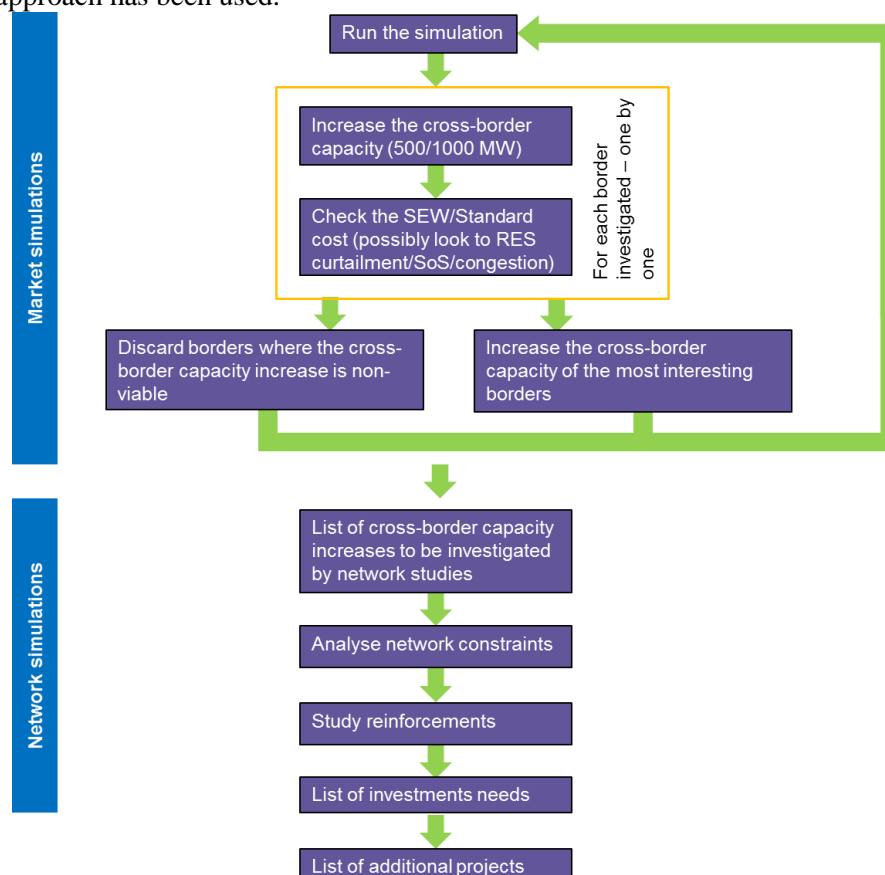 approach has been used.
Run the simulation
Increase the cross-border
capacity (500/1000 MW)
Check the SEW/Standard
cost (possibly look to RES
curtailment/SoS/congestion)
For each border
investigated – one by
one
Market simulations
Discard borders where the cross-
border capacity increase is non-
viable
Increase the cross-border
capacity of the most interesting
borders
List of cross-border capacity
increases to be investigated
by network studies
Network simulations
Analyse network constraints
Study reinforcements
List of investments needs
List of additional projects